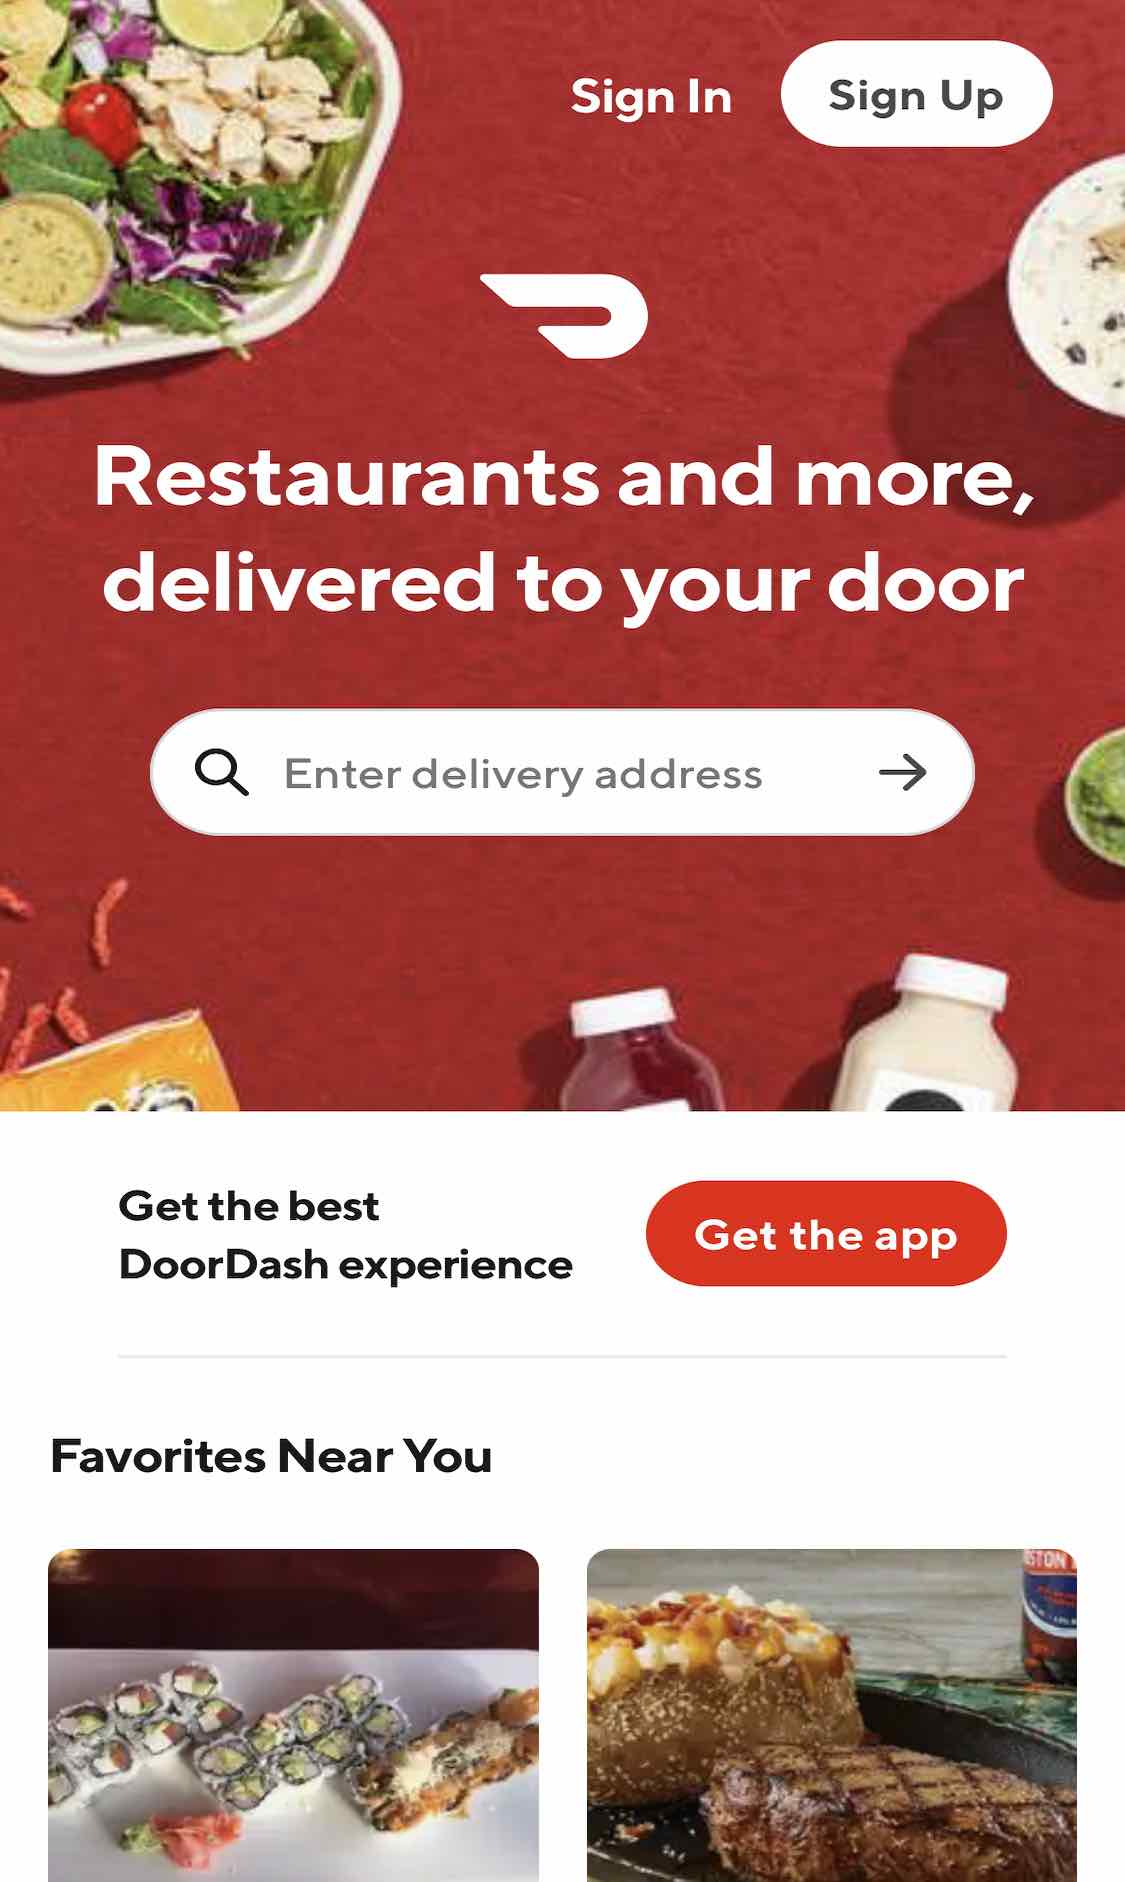 Sign In
Sign Up
Restaurants and more,
delivered to your door
Enter delivery address
Get the best
DoorDash experience
Get the app
Favorites Near You